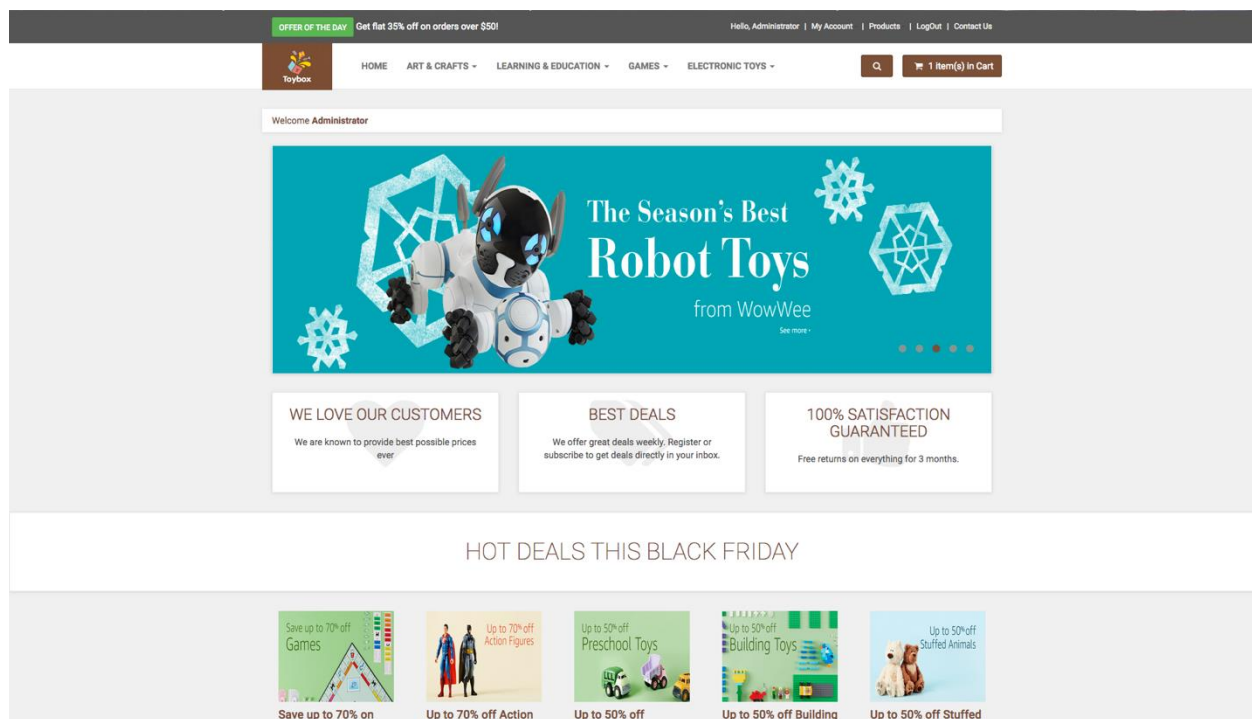 OFFER OF THE DAY Get flat 35% off on orders over $50!
Hello, Administrator | My Account | Products | LogOut | Contact Us
Toybox
HOME ART & CRAFTS LEARNING & EDUCATION GAMES ELECTRONIC TOYS
1 item(s) in Cart
Welcome Administrator
The Season's Best
Robot Toys
from WowWee
See more ›
WE LOVE OUR CUSTOMERS
We are known to provide best possible prices
ever
BEST DEALS
We offer great deals weekly. Register or
subscribe to get deals directly in your inbox.
100% SATISFACTION
GUARANTEED
Free returns on everything for 3 months.
HOT DEALS THIS BLACK FRIDAY
Save up to 70% off
Games
Up to 70% off
Action Figures
Up to 50% off
Preschool Toys
Up to 50% off
Building Toys
Up to 50% off
Stuffed Animals
Save up to 70% on
Up to 70% off Action
Up to 50% off
Up to 50% off Building
Up to 50% off Stuffed